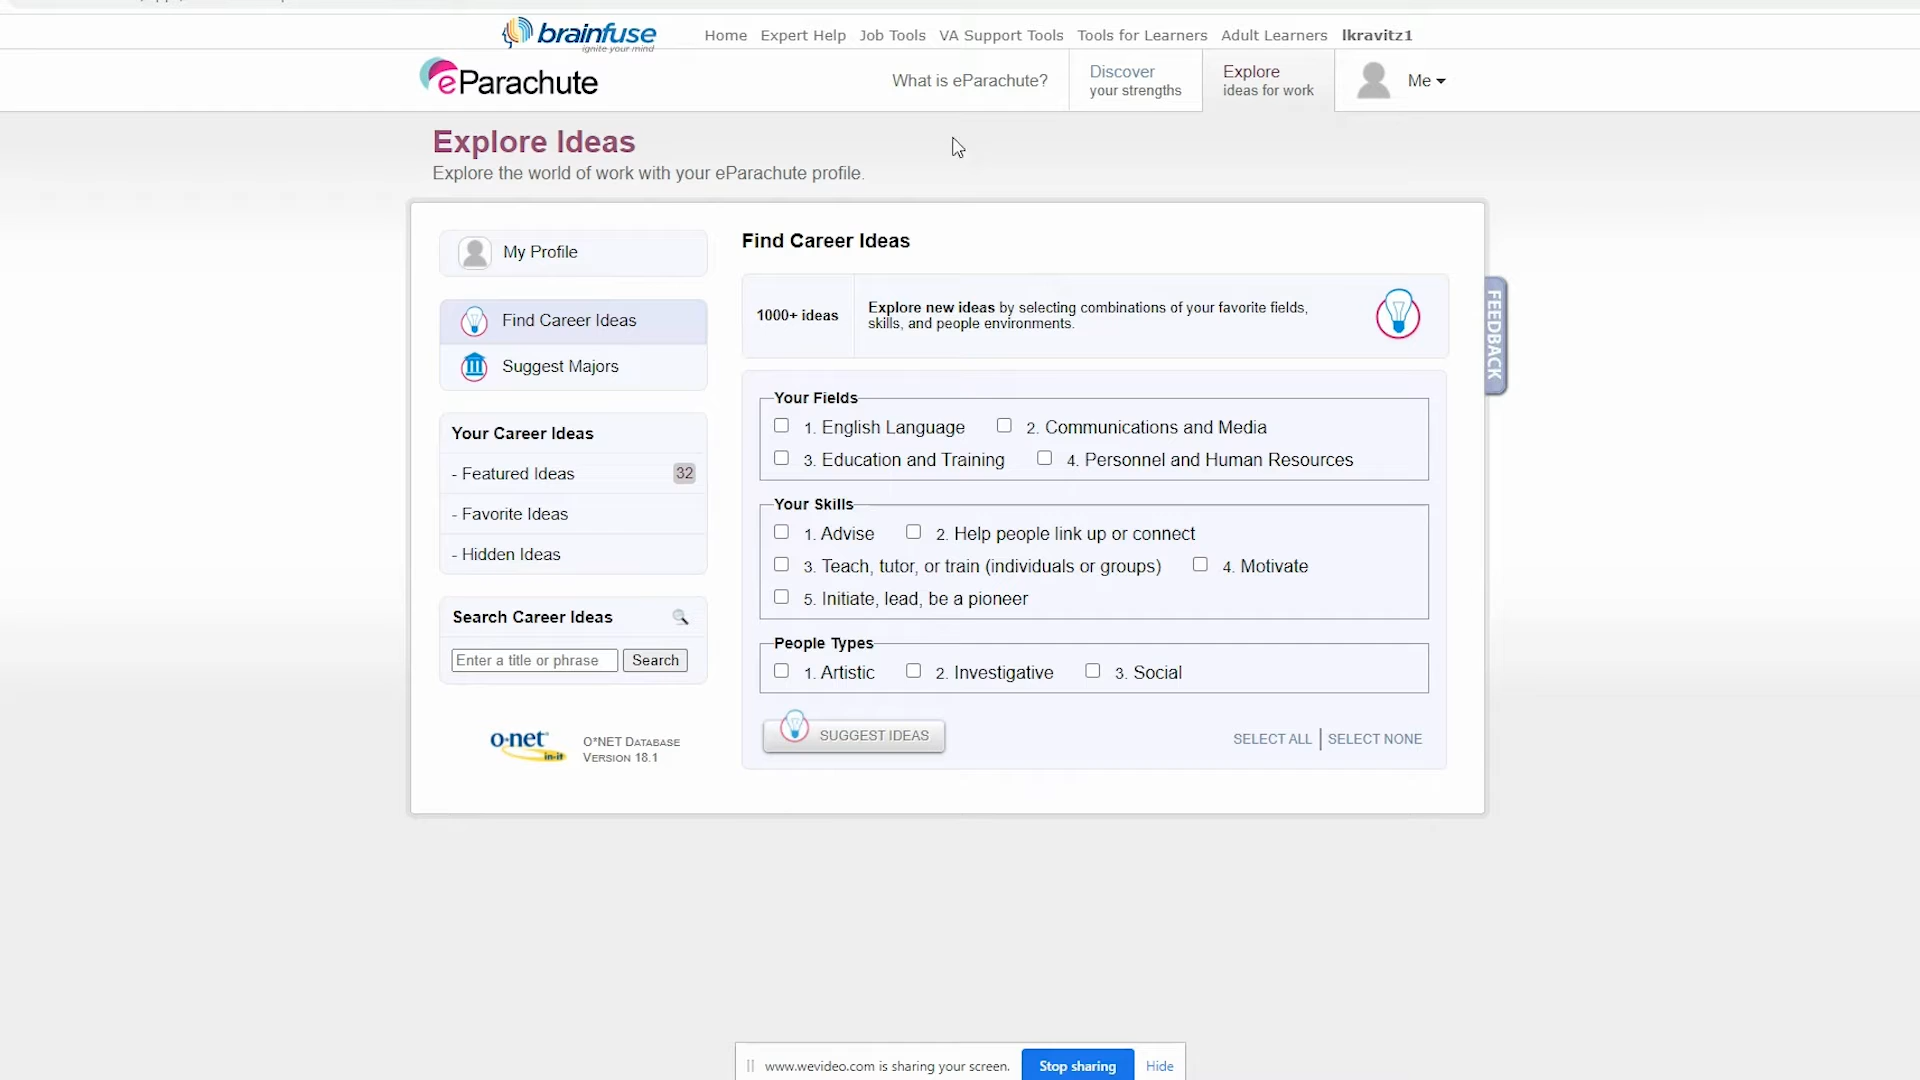 brainfuse
ignite your mind
Home Expert Help Job Tools VA Support Tools Tools for Learners Adult Learners lkravitz1
eParachute
What is eParachute?
Discover
your strengths
Explore
ideas for work
Me
Explore Ideas
Explore the world of work with your eParachute profile.
My Profile
Find Career Ideas
Suggest Majors
Your Career Ideas
- Featured Ideas 32
- Favorite Ideas
- Hidden Ideas
Search Career Ideas
Enter a title or phrase Search
o*net
in-it
O*NET DATABASE
VERSION 18.1
Find Career Ideas
1000+ ideas
Explore new ideas by selecting combinations of your favorite fields,
skills, and people environments.
Your Fields
1. English Language 2. Communications and Media
3. Education and Training 4. Personnel and Human Resources
Your Skills
1. Advise 2. Help people link up or connect
3. Teach, tutor, or train (individuals or groups) 4. Motivate
5. Initiate, lead, be a pioneer
People Types
1. Artistic 2. Investigative 3. Social
SUGGEST IDEAS
SELECT ALL | SELECT NONE
FEEDBACK
www.wevideo.com is sharing your screen. Stop sharing Hide